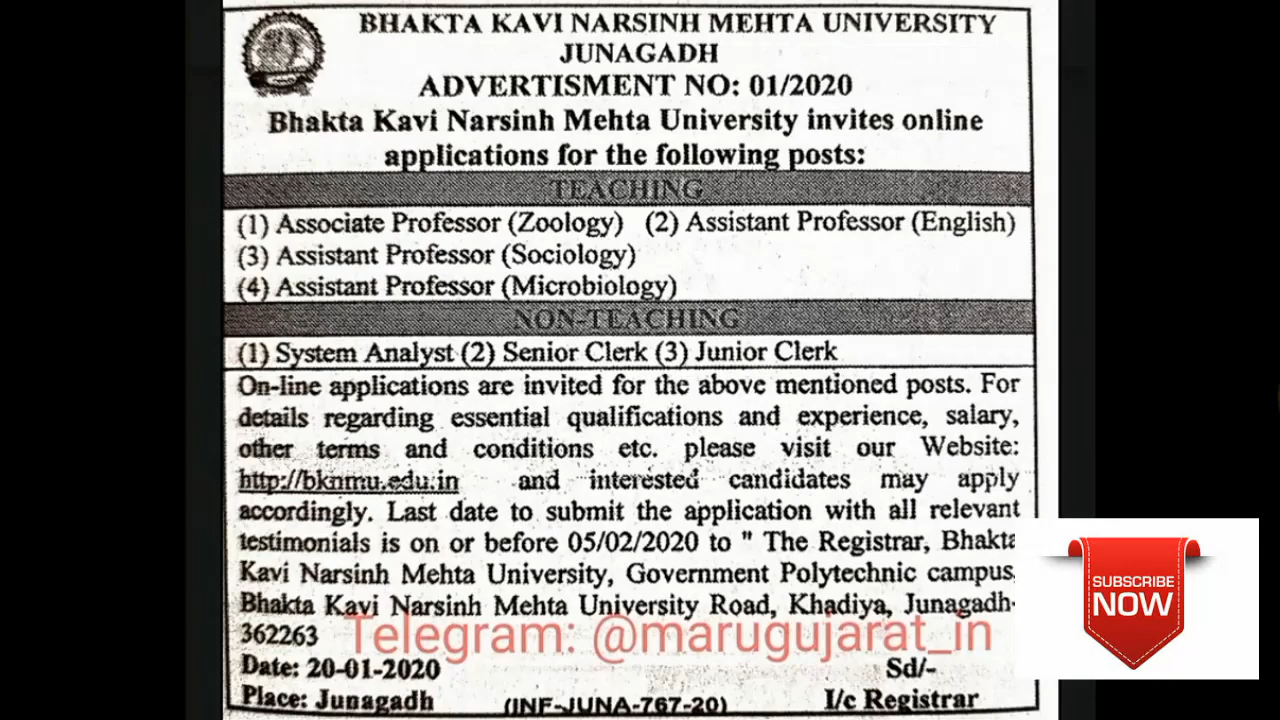 BHAKTA KAVI NARSINH MEHTA UNIVERSITY
JUNAGADH
ADVERTISMENT NO: 01/2020
Bhakta Kavi Narsinh Mehta University invites online
applications for the following posts:
TEACHING
(1) Associate Professor (Zoology) (2) Assistant Professor (English)
(3) Assistant Professor (Sociology)
(4) Assistant Professor (Microbiology)
NON-TEACHING
(1) System Analyst (2) Senior Clerk (3) Junior Clerk
On-line applications are invited for the above mentioned posts. For
details regarding essential qualifications and experience, salary,
other terms and conditions etc. please visit our Website:
http://bknmu.edu.in and interested candidates may apply
accordingly. Last date to submit the application with all relevant
testimonials is on or before 05/02/2020 to " The Registrar, Bhakta
Kavi Narsinh Mehta University, Government Polytechnic campus,
Bhakta Kavi Narsinh Mehta University Road, Khadiya, Junagadh-
362263
Telegram: @marugujarat_in
Date: 20-01-2020 Sd/-
Place: Junagadh (INF-JUNA-767-20) I/c Registrar
SUBSCRIBE
NOW